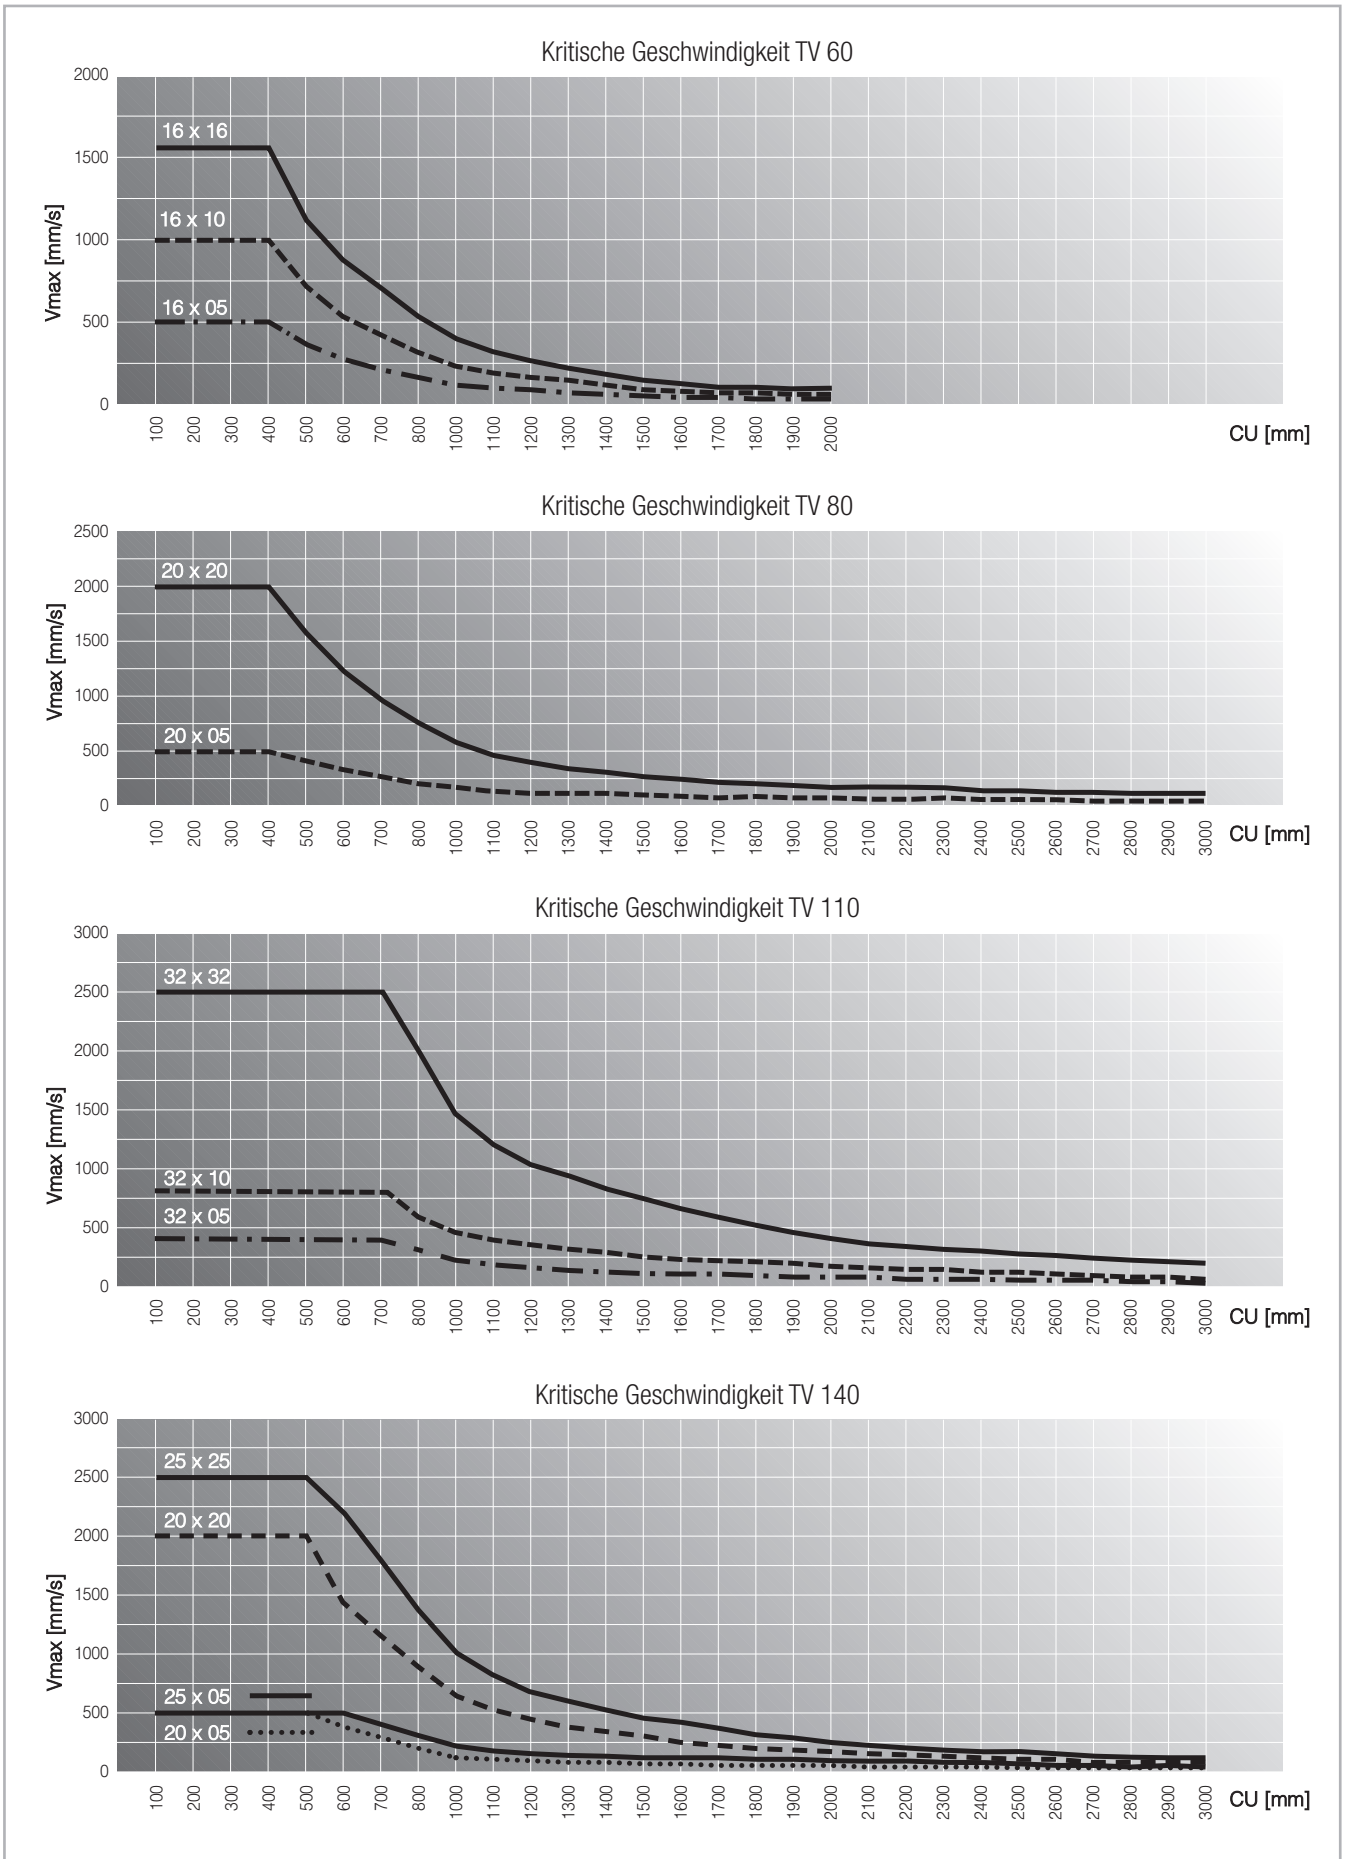 Kritische Geschwindigkeit TV 60
2000
1500
1000
500
0
Vmax [mm/s]
16 x 16
16 x 10
16 x 05
100 200 300 400 500 600 700 800 1000 1100 1200 1300 1400 1500 1600 1700 1800 1900 2000
CU [mm]
Kritische Geschwindigkeit TV 80
2500
2000
1500
1000
500
0
Vmax [mm/s]
20 x 20
20 x 05
100 200 300 400 500 600 700 800 1000 1100 1200 1300 1400 1500 1600 1700 1800 1900 2000 2100 2200 2300 2400 2500 2600 2700 2800 2900 3000
CU [mm]
Kritische Geschwindigkeit TV 110
3000
2500
2000
1500
1000
500
0
Vmax [mm/s]
32 x 32
32 x 10
32 x 05
100 200 300 400 500 600 700 800 1000 1100 1200 1300 1400 1500 1600 1700 1800 1900 2000 2100 2200 2300 2400 2500 2600 2700 2800 2900 3000
CU [mm]
Kritische Geschwindigkeit TV 140
3000
2500
2000
1500
1000
500
0
Vmax [mm/s]
25 x 25
20 x 20
25 x 05
20 x 05
100 200 300 400 500 600 700 800 1000 1100 1200 1300 1400 1500 1600 1700 1800 1900 2000 2100 2200 2300 2400 2500 2600 2700 2800 2900 3000
CU [mm]